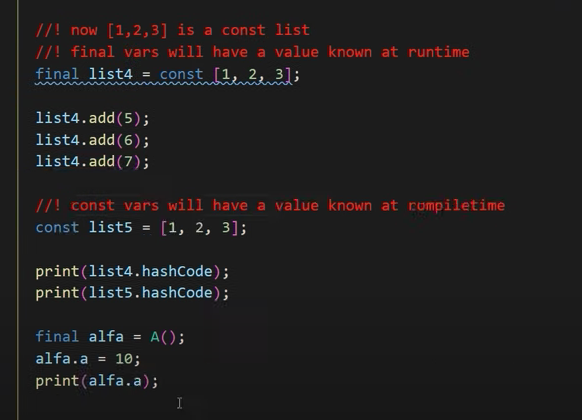 //! now [1,2,3] is a const list
//! final vars will have a value known at runtime
final list4 = const [1, 2, 3];
list4.add(5);
list4.add(6);
list4.add(7);
//! const vars will have a value known at compiletime
const list5 = [1, 2, 3];
print(list4.hashCode);
print(list5.hashCode);
final alfa = A();
alfa.a = 10;
print(alfa.a);